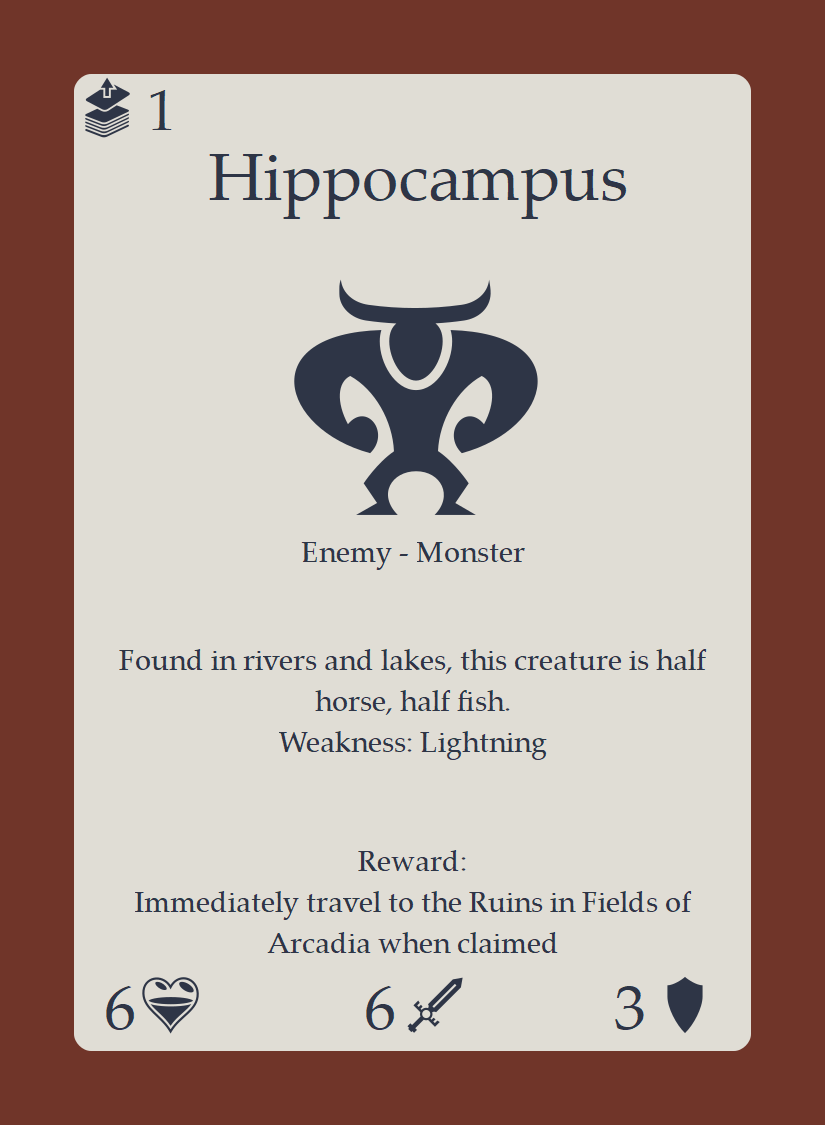 1
Hippocampus
Enemy - Monster
Found in rivers and lakes, this creature is half
horse, half fish.
Weakness: Lightning
Reward:
Immediately travel to the Ruins in Fields of
Arcadia when claimed
6 6 3